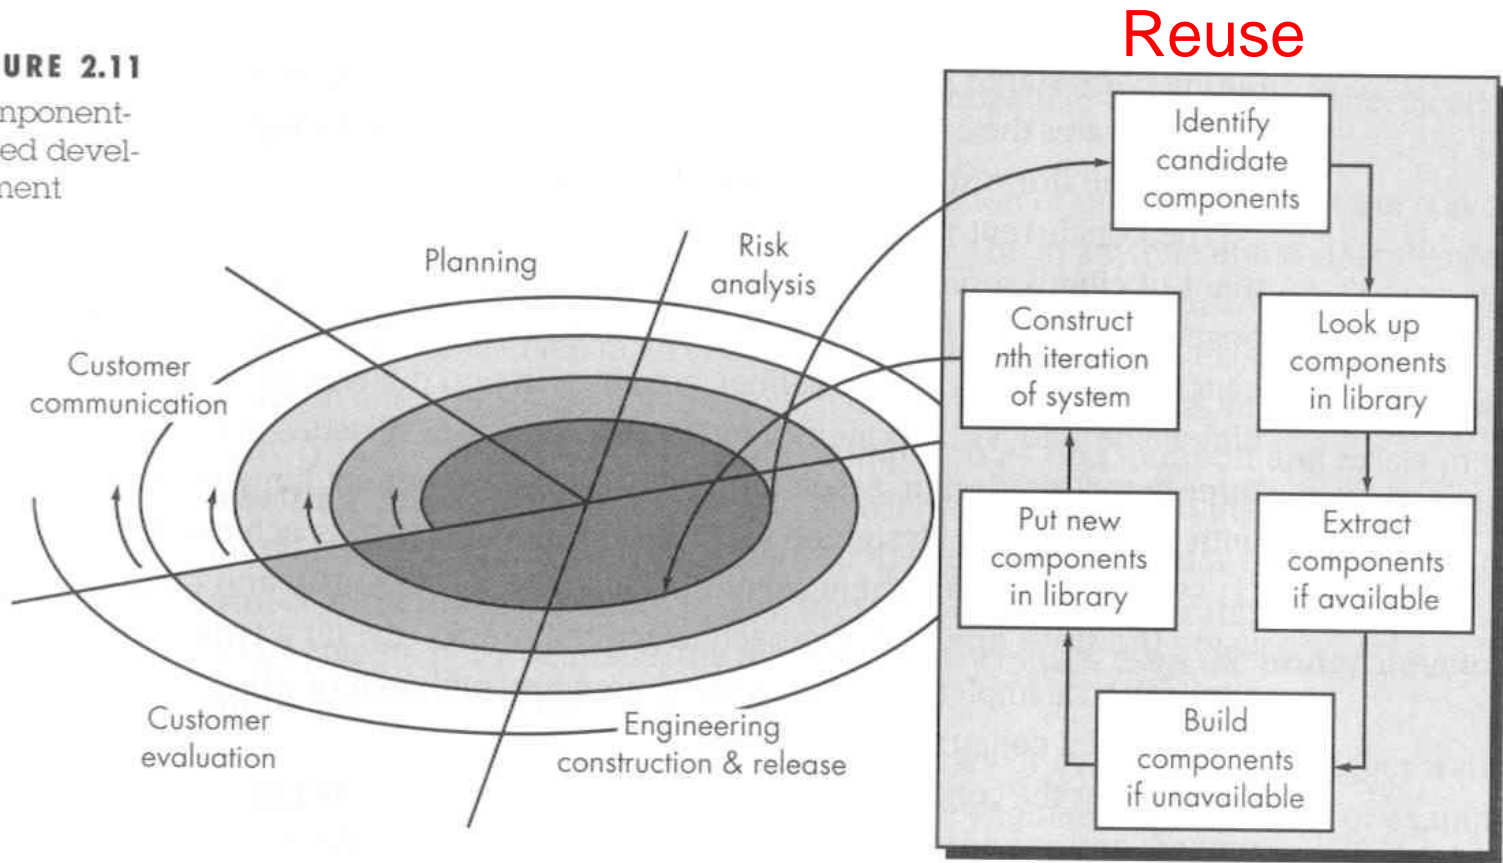 Reuse
URE 2.11
mponent-
ed devel-
ment
Planning
Risk
analysis
Customer
communication
Customer
evaluation
Engineering
construction & release
Identify
candidate
components
Look up
components
in library
Extract
components
if available
Build
components
if unavailable
Put new
components
in library
Construct
nth iteration
of system